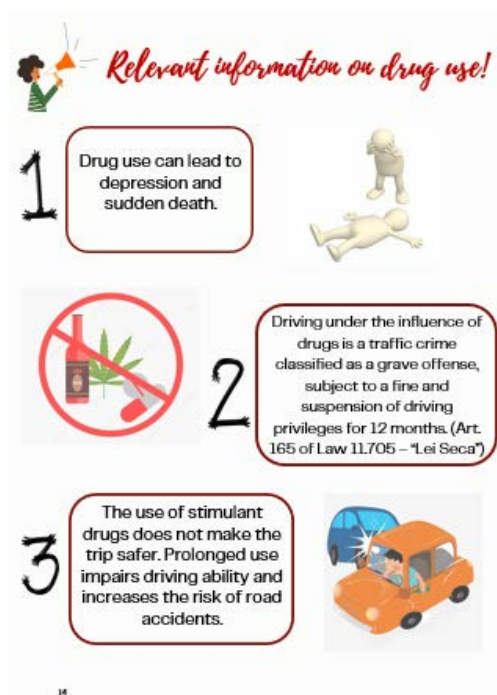 Relevant information on drug use!
1
Drug use can lead to
depression and
sudden death.
2
Driving under the influence of
drugs is a traffic crime
classified as a grave offense,
subject to a fine and
suspension of driving
privileges for 12 months. (Art.
165 of Law 11.705 – “Lei Seca”)
3
The use of stimulant
drugs does not make the
trip safer. Prolonged use
impairs driving ability and
increases the risk of road
accidents.